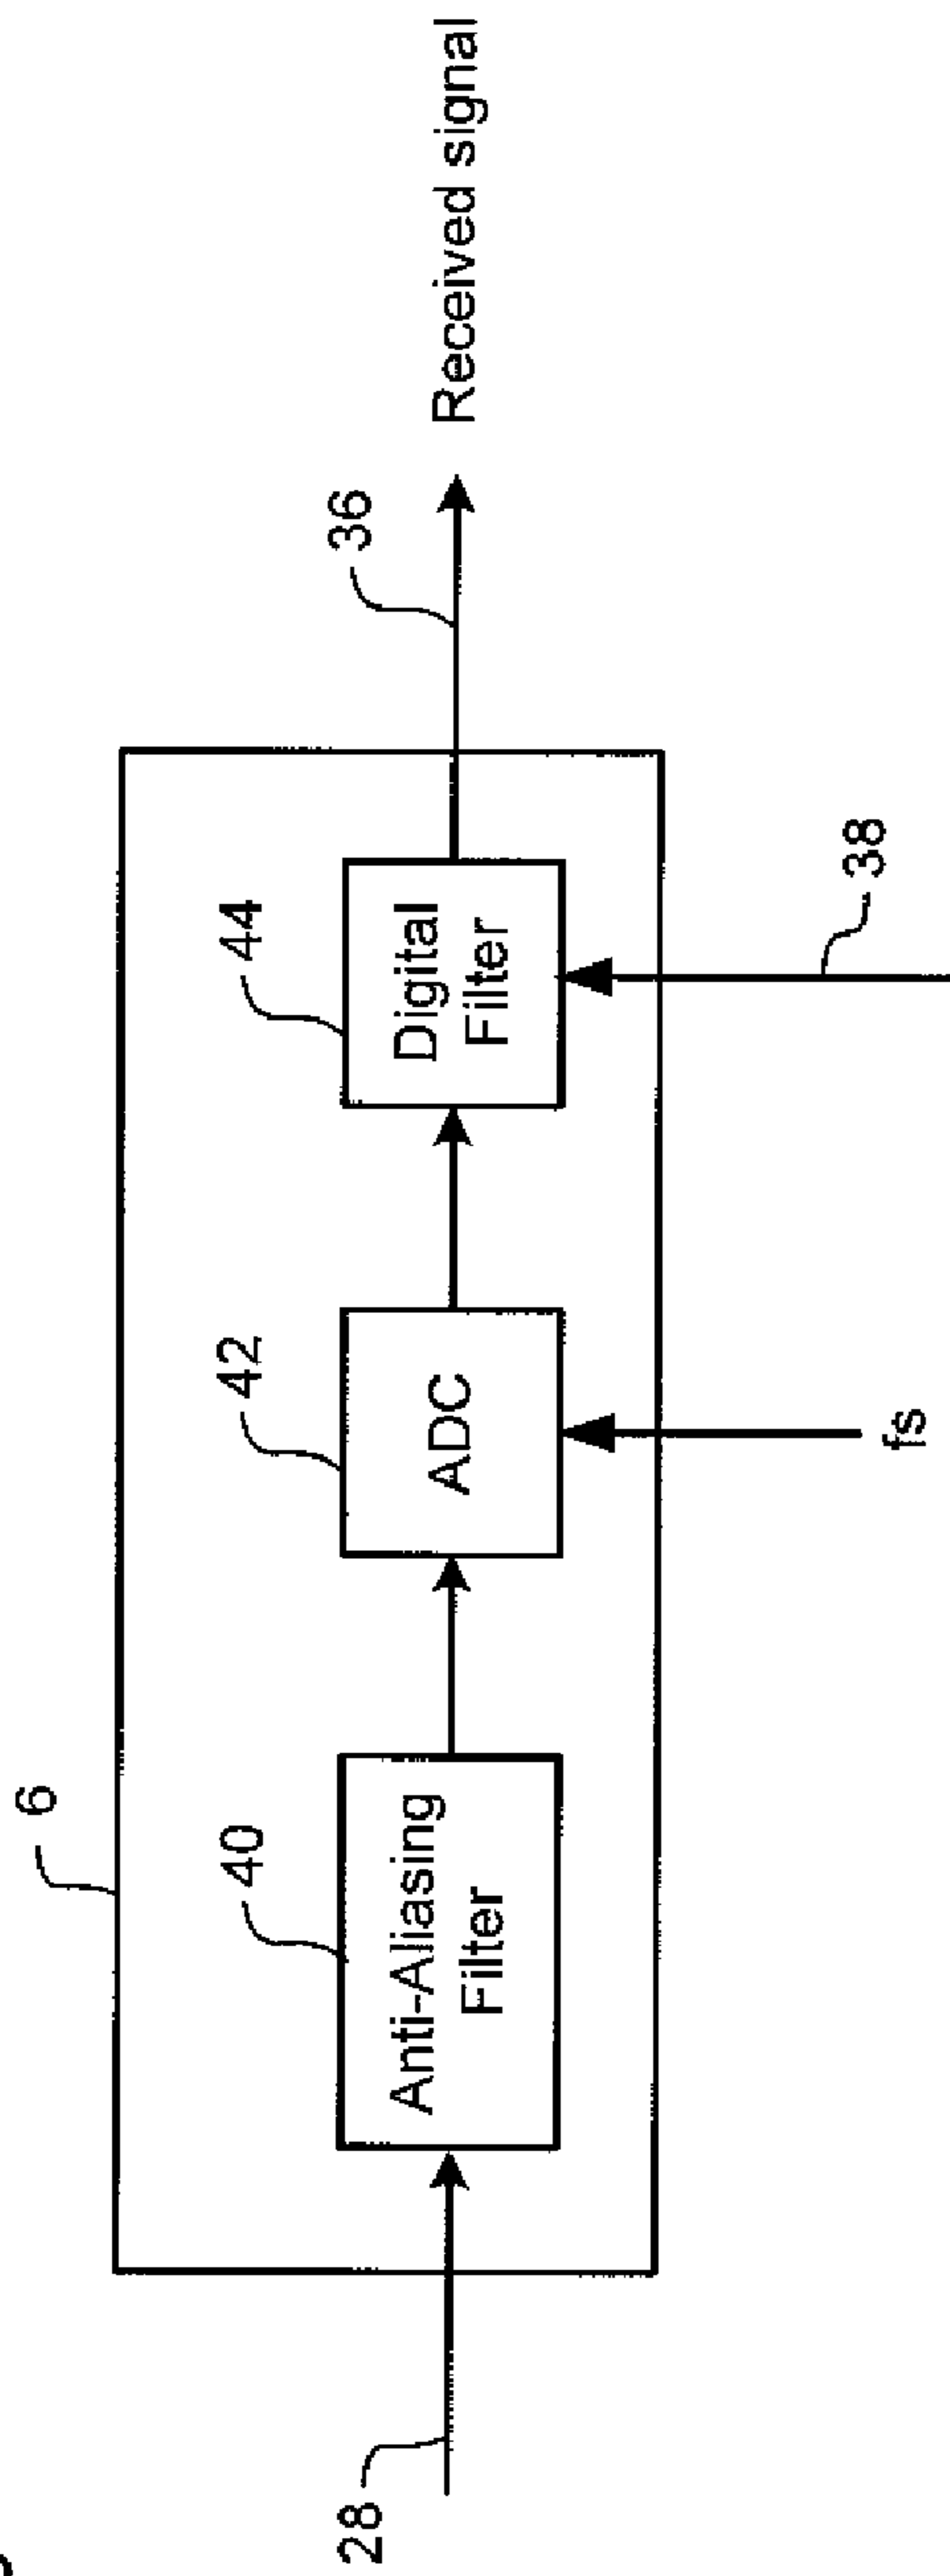 6
28
40
Anti-Aliasing
Filter
42
ADC
fs
44
Digital
Filter
38
36
Received signal